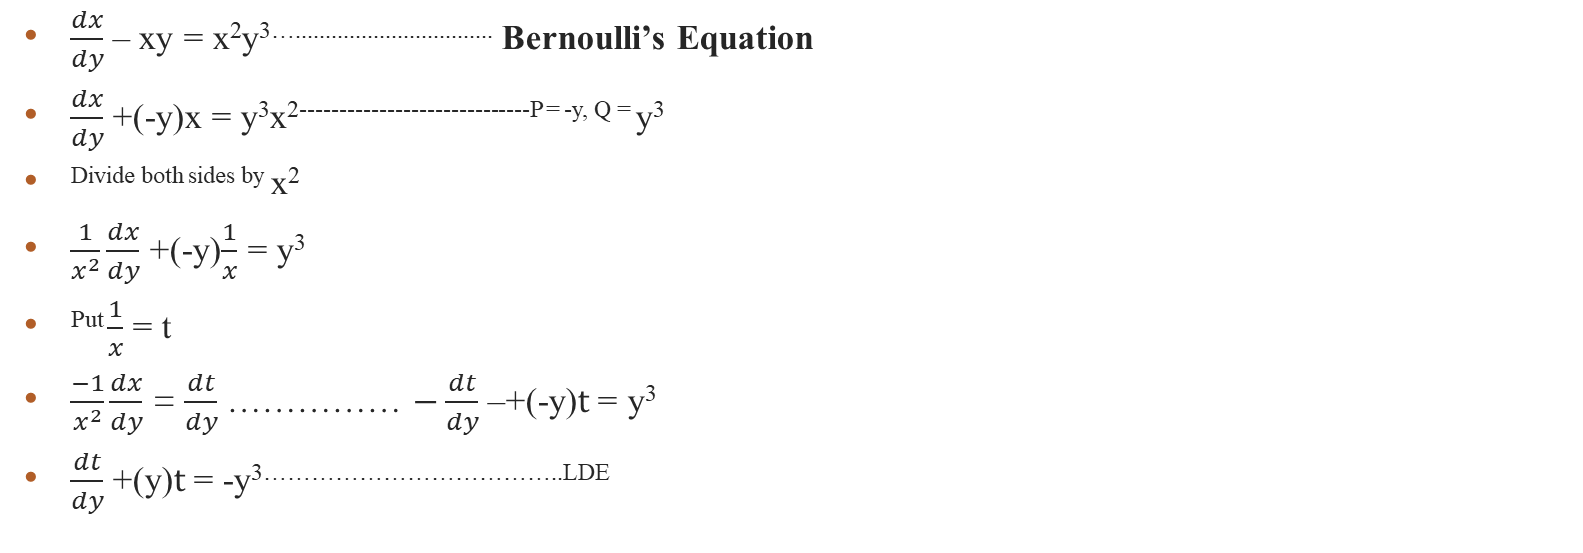 • dx/dy – xy = x²y³………………………… Bernoulli's Equation
• dx/dy +(-y)x = y³x²-----------------------------P= -y, Q = y³
• Divide both sides by x²
• 1/x² dx/dy +(-y)1/x = y³
• Put 1/x = t
• −1/x² dx/dy = dt/dy …………… − dt/dy –+(-y)t = y³
• dt/dy +(y)t = -y³………………………………..LDE